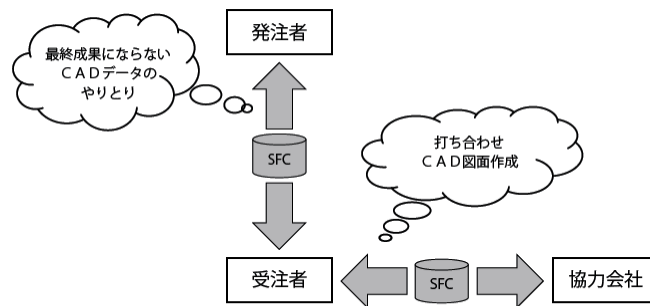 発注者
最終成果にならない
ＣＡＤデータの
やりとり
SFC
打ち合わせ
ＣＡＤ図面作成
受注者
SFC
協力会社